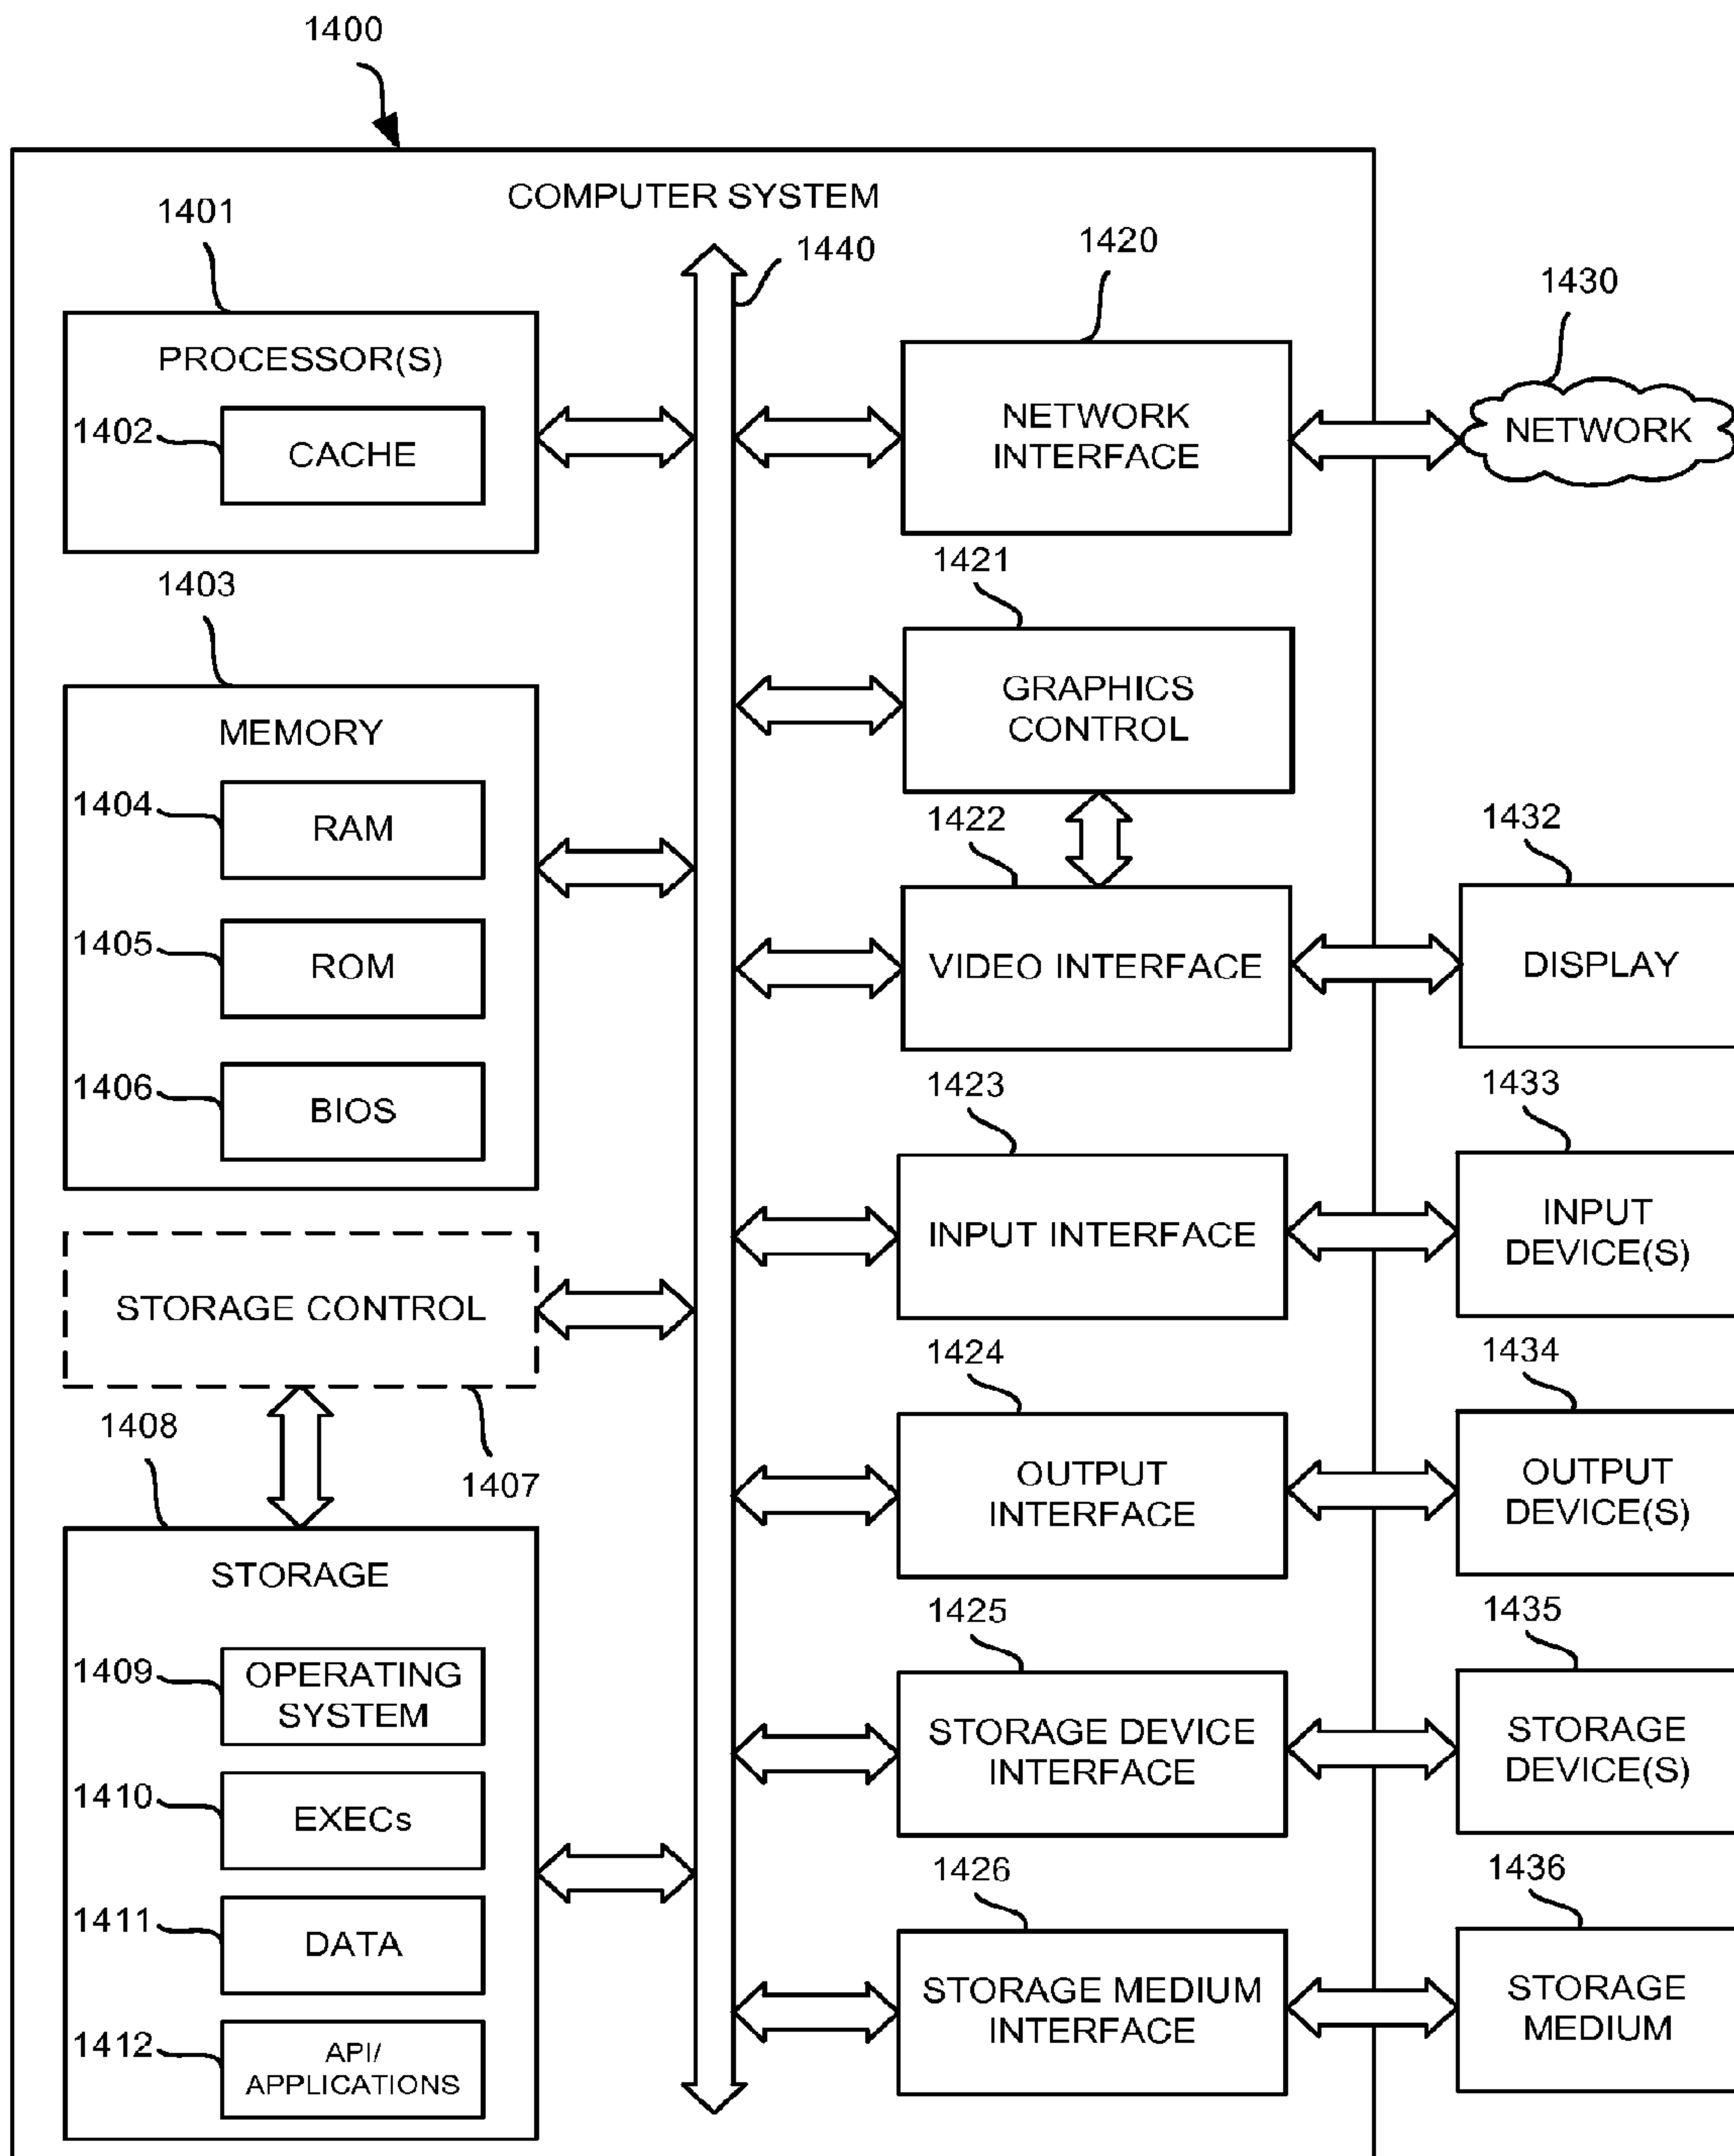 1400
COMPUTER SYSTEM
1401
1440
1420
1430
PROCESSOR(S)
1402
CACHE
NETWORK
INTERFACE
NETWORK
1403
1421
MEMORY
GRAPHICS
CONTROL
1404
RAM
1422
1432
1405
ROM
VIDEO INTERFACE
DISPLAY
1406
BIOS
1423
1433
INPUT INTERFACE
INPUT
DEVICE(S)
STORAGE CONTROL
1407
1424
1434
1408
STORAGE
OUTPUT
INTERFACE
OUTPUT
DEVICE(S)
1409
OPERATING
SYSTEM
1425
1435
STORAGE DEVICE
INTERFACE
STORAGE
DEVICE(S)
1410
EXECs
1426
1436
1411
DATA
STORAGE MEDIUM
INTERFACE
STORAGE
MEDIUM
1412
API/
APPLICATIONS